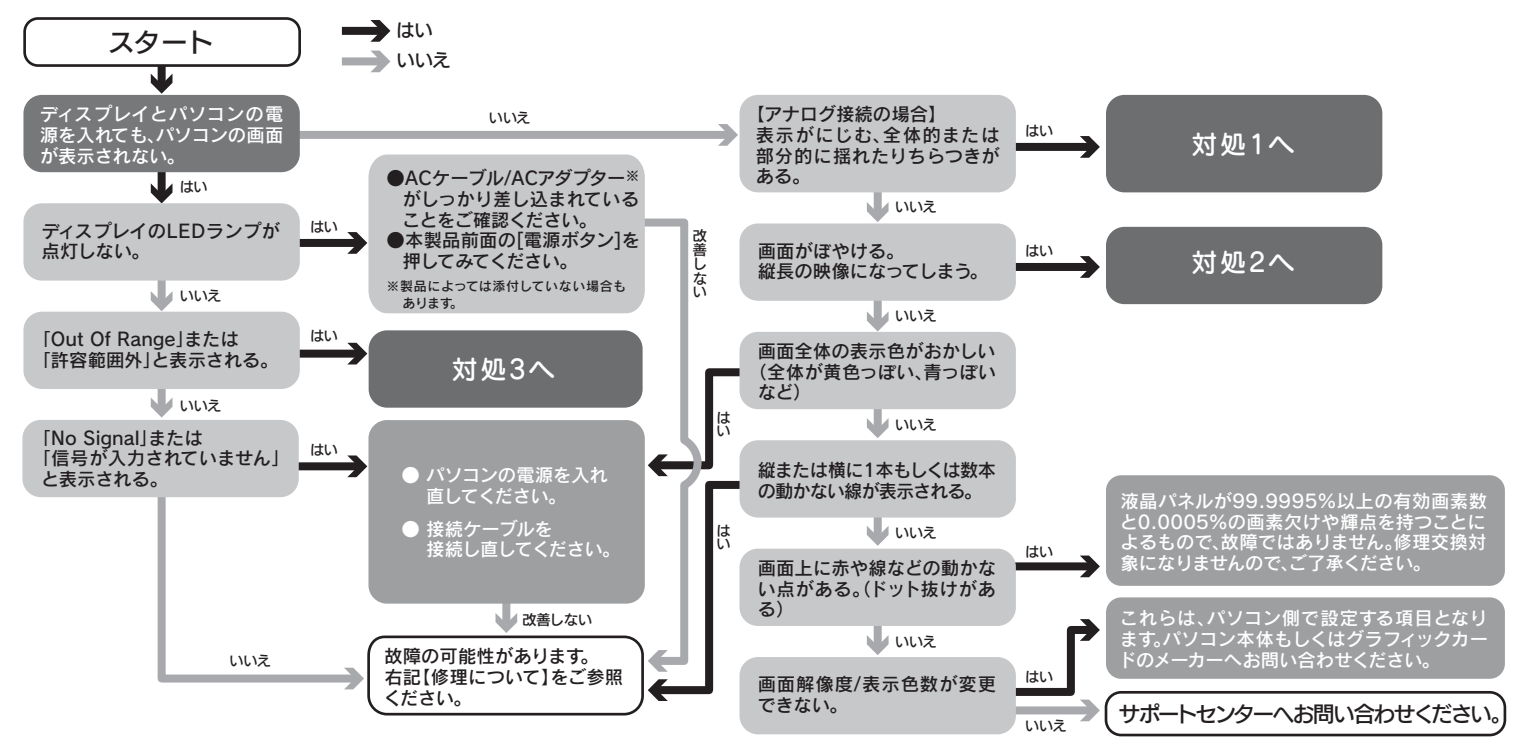 スタート
はい
いいえ
ディスプレイとパソコンの電
源を入れても、パソコンの画面
が表示されない。
いいえ
はい
ディスプレイのLEDランプが
点灯しない。
はい
●ACケーブル/ACアダプター※
がしっかり差し込まれている
ことをご確認ください。
●本製品前面の[電源ボタン]を
押してみてください。
※製品によっては添付していない場合も
あります。
改善しない
いいえ
「Out Of Range」または
「許容範囲外」と表示される。
はい
対処3へ
いいえ
「No Signal」または
「信号が入力されていません」
と表示される。
はい
● パソコンの電源を入れ
直してください。
● 接続ケーブルを
接続し直してください。
改善しない
いいえ
故障の可能性があります。
右記【修理について】をご参照
ください。
【アナログ接続の場合】
表示がにじむ、全体的または
部分的に揺れたりちらつきが
ある。
はい
対処1へ
いいえ
画面がぼやける。
縦長の映像になってしまう。
はい
対処2へ
いいえ
画面全体の表示色がおかしい
(全体が黄色っぽい、青っぽい
など)
はい
いいえ
縦または横に1本もしくは数本
の動かない線が表示される。
はい
いいえ
画面上に赤や線などの動かな
い点がある。(ドット抜けがあ
る)
はい
液晶パネルが99.9995%以上の有効画素数
と0.0005%の画素欠けや輝点を持つことに
よるもので、故障ではありません。修理交換対
象になりませんので、ご了承ください。
いいえ
画面解像度/表示色数が変更
できない。
はい
これらは、パソコン側で設定する項目となり
ます。パソコン本体もしくはグラフィックカー
ドのメーカーへお問い合わせください。
いいえ
サポートセンターへお問い合わせください。